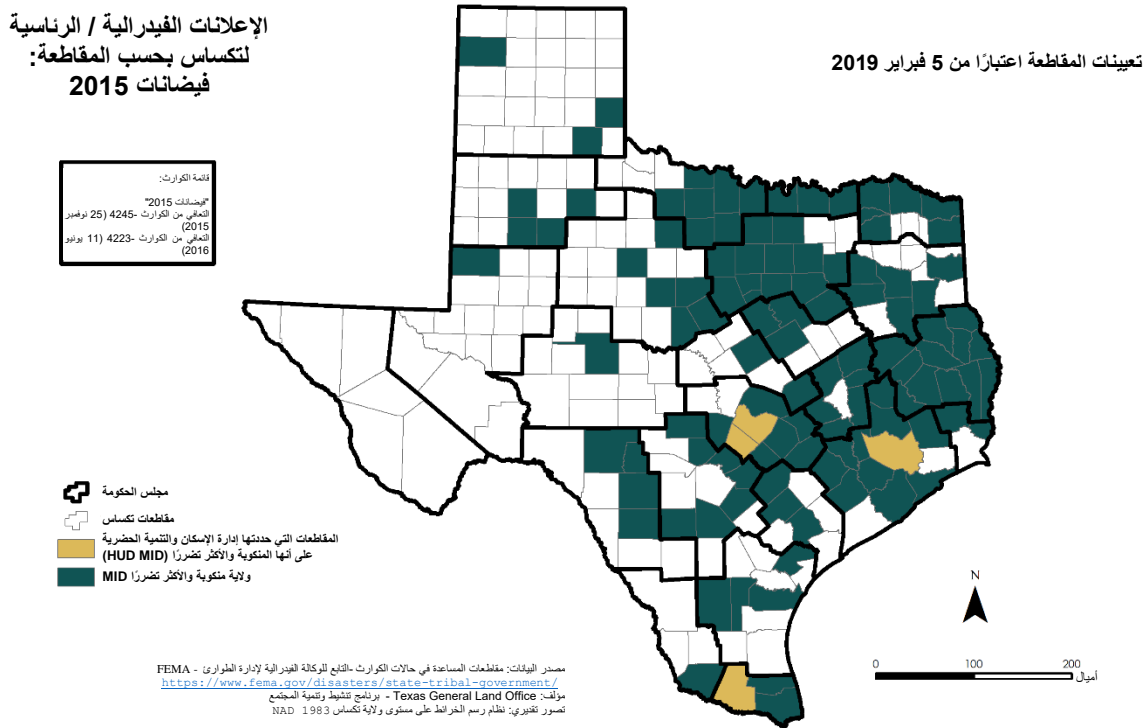 الإعلانات الفيدرالية / الرئاسية
لتكساس بحسب المقاطعة:
فيضانات 2015
تعيينات المقاطعة اعتبارًا من 5 فبراير 2019
قائمة الكوارث:
"فيضانات 2015"
التعافي من الكوارث -4245 (25 نوفمبر
2015)
التعافي من الكوارث -4223 (11 يونيو
2016)
مجلس الحكومة
مقاطعات تكساس
المقاطعات التي حددتها إدارة الإسكان والتنمية الحضرية
على أنها المنكوبة والأكثر تضررًا (HUD MID)
ولاية منكوبة والأكثر تضررًا MID
N
0 100 200
أميال
مصدر البيانات: مقاطعات المساعدة في حالات الكوارث -التابع للوكالة الفيدرالية لإدارة الطوارئ - FEMA
https://www.fema.gov/disasters/state-tribal-government/
مؤلف: Texas General Land Office - برنامج تنشيط وتنمية المجتمع
تصور تقديري: نظام رسم الخرائط على مستوى ولاية تكساس NAD 1983